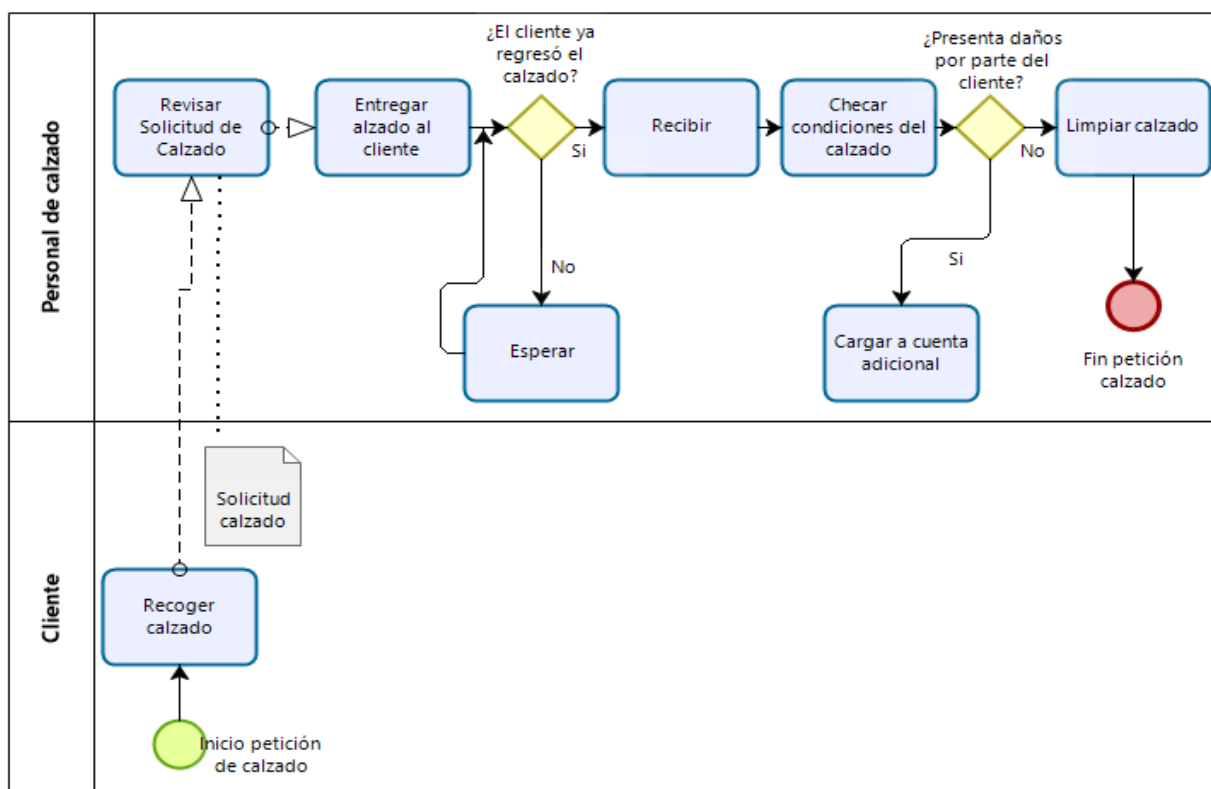 Personal de calzado
Revisar
Solicitud de
Calzado
Entregar
alzado al
cliente
¿El cliente ya
regresó el
calzado?
Si
No
Esperar
Recibir
Checar
condiciones del
calzado
¿Presenta daños
por parte del
cliente?
No
Si
Limpiar calzado
Cargar a cuenta
adicional
Fin petición
calzado
Cliente
Solicitud
calzado
Recoger
calzado
Inicio petición
de calzado